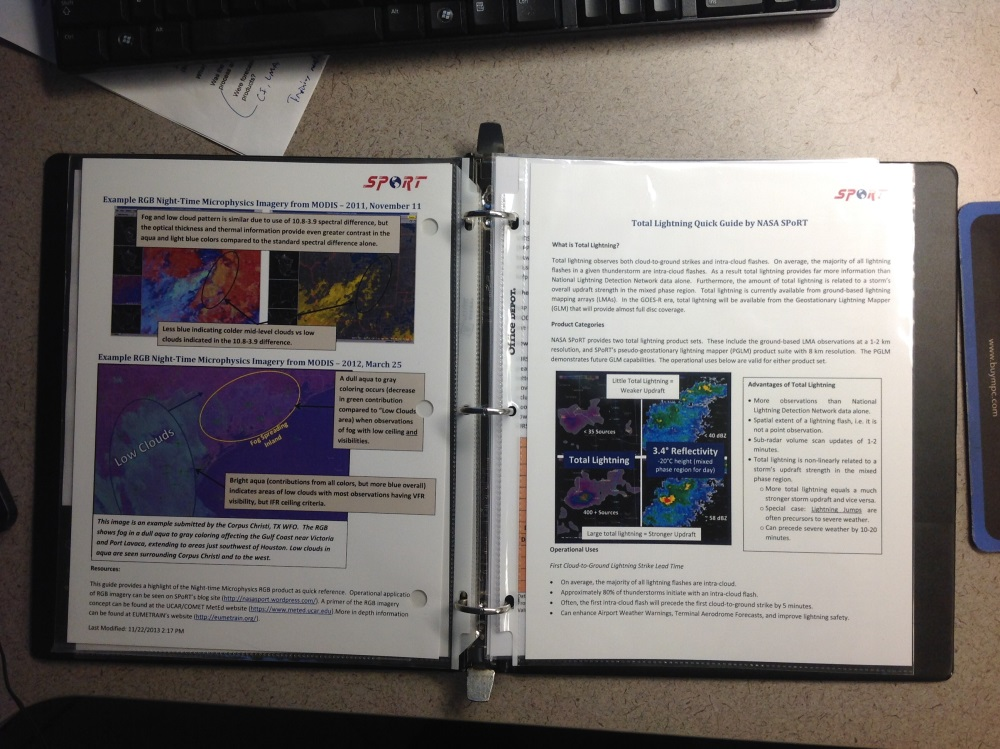 Were forecasters
products?
CI, LMA,
Training
Alt
Ctrl
SPoRT
Example RGB Night-Time Microphysics Imagery from MODIS – 2011, November 11
Fog and low cloud pattern is similar due to use of 10.8-3.9 spectral difference, but
the optical thickness and thermal information provide even greater contrast in the
aqua and light blue colors compared to the standard spectral difference alone.
Less blue indicating colder mid-level clouds vs low
clouds indicated in the 10.8-3.9 difference.
Example RGB Night-Time Microphysics Imagery from MODIS – 2012, March 25
A dull aqua to gray
coloring occurs (decrease
in green contribution
compared to "Low Clouds
area) when observations
of fog with low ceiling and
visibilities.
Low Clouds
Fog Spreading
Inland
Bright aqua (contributions from all colors, but more blue overall)
indicates areas of low clouds with most observations having VFR
visibility, but IFR ceiling criteria.
This image is an example submitted by the Corpus Christi, TX WFO. The RGB
shows fog in a dull aqua to gray coloring affecting the Gulf Coast near Victoria
and Port Lavaca, extending to areas just southwest of Houston. Low clouds in
aqua are seen surrounding Corpus Christi and to the west.
Resources:
This guide provides a highlight of the Night-time Microphysics RGB product as quick reference. Operational applicatio
of RGB imagery can be seen on SPoRT's blog site (http://nasasport.wordpress.com/). A primer of the RGB imagery
concept can be found at the UCAR/COMET MetEd website (https://www.meted.ucar.edu) More in depth information
can be found at EUMETRAIN's website (http://eumetrain.org/).
Last Modified: 11/22/2013 2:17 PM
Office DEPOT.
SPoRT
Total Lightning Quick Guide by NASA SPoRT
What is Total Lightning?
Total lightning observes both cloud-to-ground strikes and intra-cloud flashes. On average, the majority of all lightning
flashes in a given thunderstorm are intra-cloud flashes. As a result total lightning provides far more information than
National Lightning Detection Network data alone. Furthermore, the amount of total lightning is related to a storm's
overall updraft strength in the mixed phase region. Total lightning is currently available from ground-based lightning
mapping arrays (LMAs). In the GOES-R era, total lightning will be available from the Geostationary Lightning Mapper
(GLM) that will provide almost full disc coverage.
Product Categories
NASA SPoRT provides two total lightning product sets. These include the ground-based LMA observations at a 1-2 km
resolution, and SPoRT's pseudo-geostationary lightning mapper (PGLM) product suite with 8 km resolution. The PGLM
demonstrates future GLM capabilities. The operational uses below are valid for either product set.
Little Total Lightning =
Weaker Updraft
< 35 Sources
40 dBZ
Total Lightning
3.4° Reflectivity
-20°C height (mixed
phase region for day)
400 + Sources
58 dBZ
Large total lightning = Stronger Updraft
Advantages of Total Lightning
• More observations than National
Lightning Detection Network data alone.
• Spatial extent of a lightning flash, i.e. it is
not a point observation.
• Sub-radar volume scan updates of 1-2
minutes.
• Total lightning is non-linearly related to a
storm's updraft strength in the mixed
phase region.
o More total lightning equals a much
stronger storm updraft and vice versa.
o Special case: Lightning Jumps are
often precursors to severe weather.
o Can precede severe weather by 10-20
minutes.
Operational Uses
First Cloud-to-Ground Lightning Strike Lead Time
• On average, the majority of all lightning flashes are intra-cloud.
• Approximately 80% of thunderstorms initiate with an intra-cloud flash.
• Often, the first intra-cloud flash will precede the first cloud-to-ground strike by 5 minutes.
• Can enhance Airport Weather Warnings, Terminal Aerodrome Forecasts, and improve lightning safety.
www.buympc.com